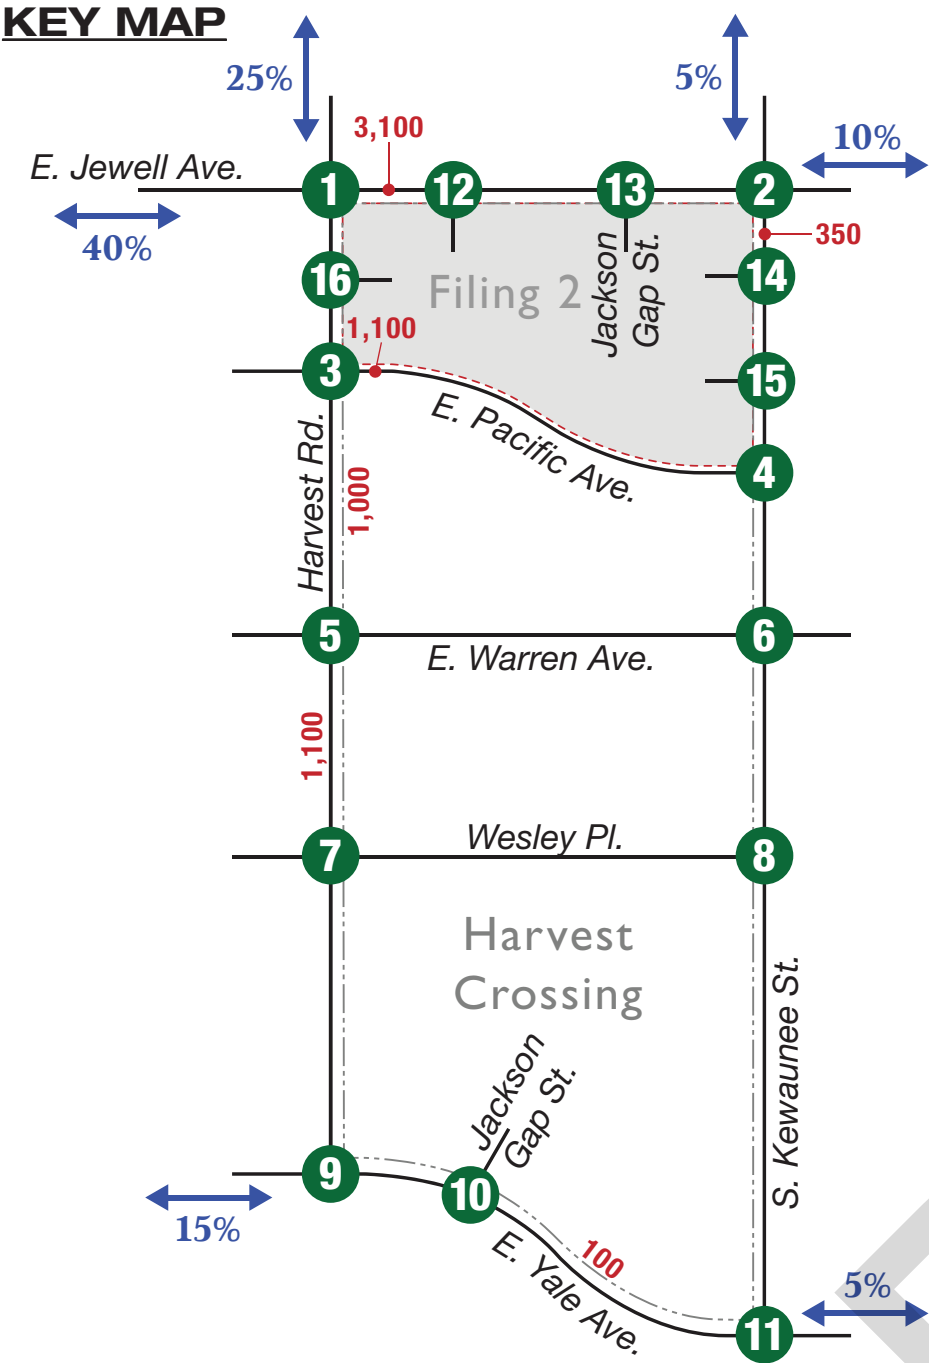 KEY MAP
25%
5%
3,100
10%
E. Jewell Ave.
1
12
13
2
40%
350
16
Filing 2
Jackson
Gap St.
14
1,100
3
15
E. Pacific Ave.
4
Harvest Rd.
1,000
5
6
E. Warren Ave.
1,100
Wesley Pl.
7
8
Harvest
Crossing
S. Kewaunee St.
Jackson
Gap St.
9
10
15%
E. Yale Ave.
100
5%
11